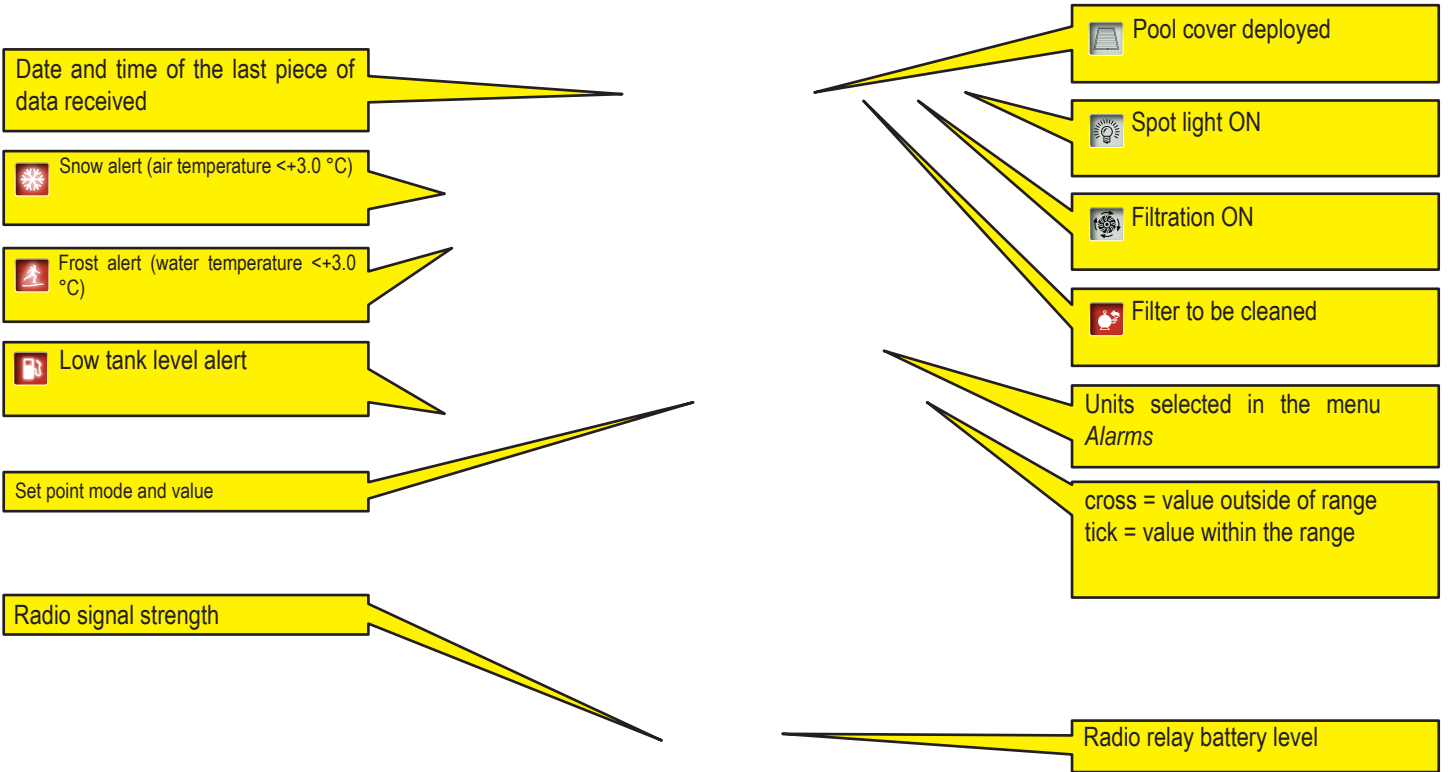 Date and time of the last piece of
data received
Snow alert (air temperature <+3.0 °C)
Frost alert (water temperature <+3.0
°C)
Low tank level alert
Set point mode and value
Radio signal strength
Pool cover deployed
Spot light ON
Filtration ON
Filter to be cleaned
Units selected in the menu
Alarms
cross = value outside of range
tick = value within the range
Radio relay battery level